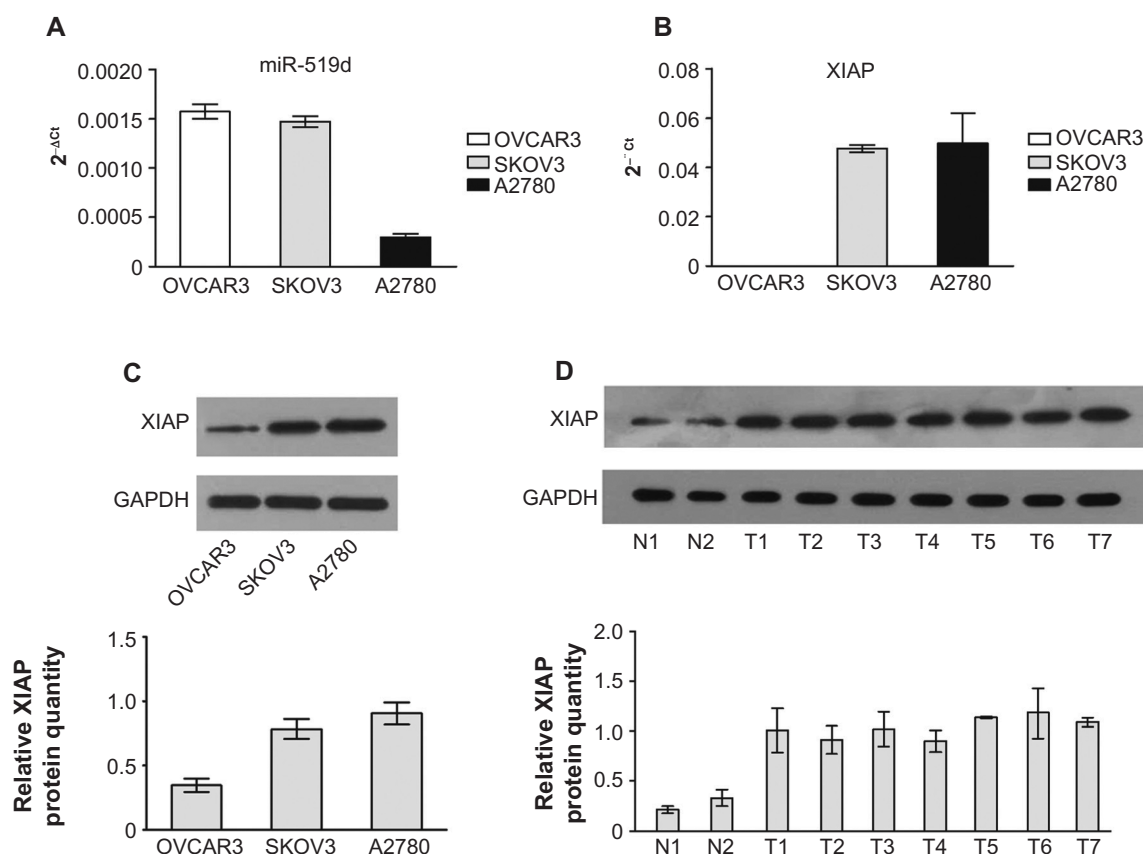 A
miR-519d
2-ΔCt
0.0020
0.0015
0.0010
0.0005
0
OVCAR3
SKOV3
A2780
OVCAR3 SKOV3 A2780
B
XIAP
2-¨Ct
0.08
0.06
0.04
0.02
0
OVCAR3
SKOV3
A2780
OVCAR3 SKOV3 A2780
C
XIAP
GAPDH
OVCAR3 SKOV3 A2780
Relative XIAP
protein quantity
1.5
1.0
0.5
0
OVCAR3 SKOV3 A2780
D
XIAP
GAPDH
N1 N2 T1 T2 T3 T4 T5 T6 T7
Relative XIAP
protein quantity
2.0
1.5
1.0
0.5
0
N1 N2 T1 T2 T3 T4 T5 T6 T7